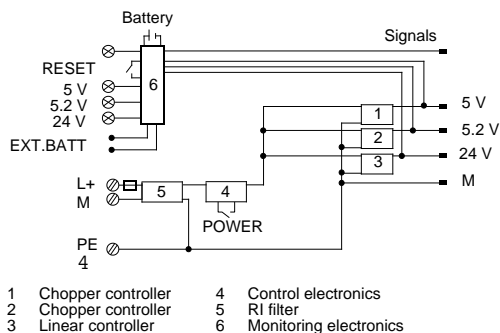 Battery
Signals
RESET
6
5 V
5.2 V
24 V
EXT.BATT
1
5 V
2
5.2 V
3
24 V
L+
M
5
4
M
POWER
PE
4
1 Chopper controller 4 Control electronics
2 Chopper controller 5 RI filter
3 Linear controller 6 Monitoring electronics